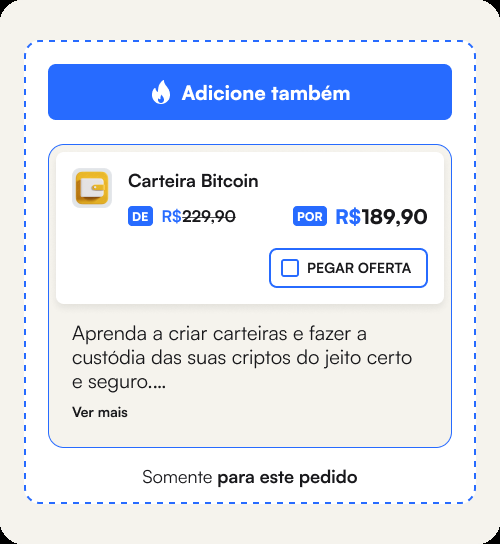 Adicione também
Carteira Bitcoin
DE R$229,90 POR R$189,90
PEGAR OFERTA
Aprenda a criar carteiras e fazer a
custódia das suas criptos do jeito certo
e seguro....
Ver mais
Somente para este pedido